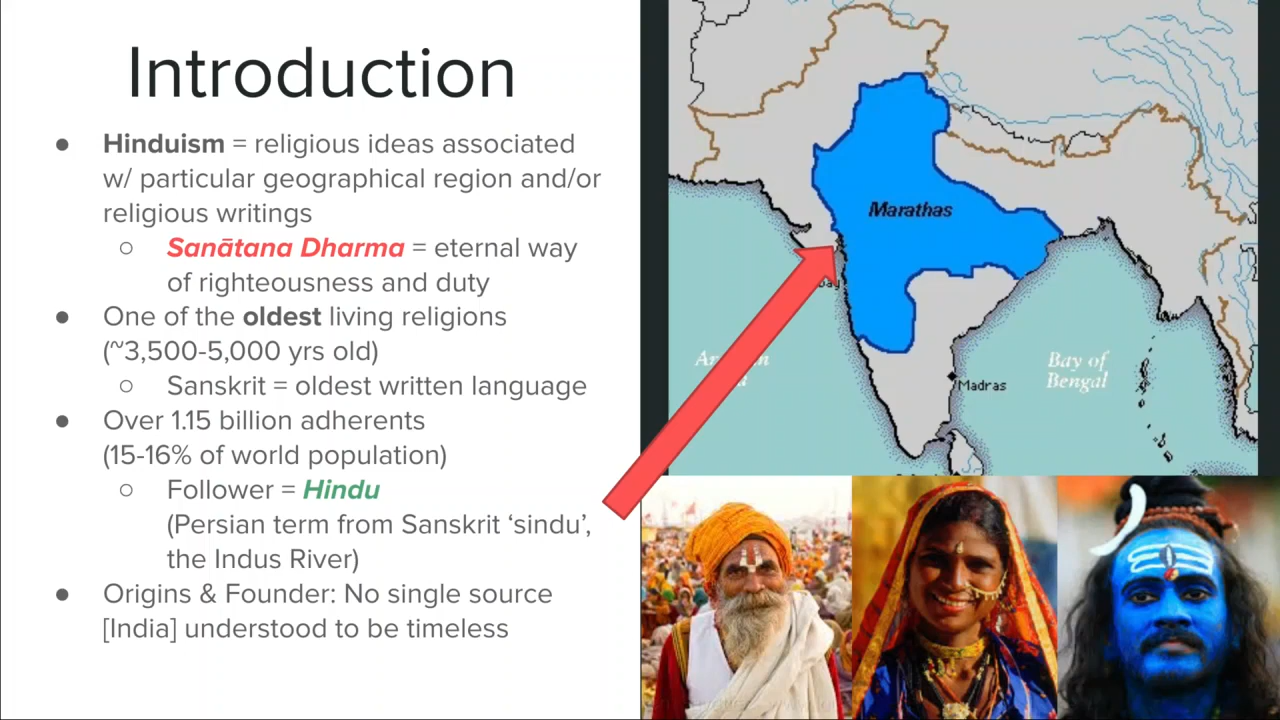 Introduction
● Hinduism = religious ideas associated
w/ particular geographical region and/or
religious writings
○ Sanātana Dharma = eternal way
of righteousness and duty
● One of the oldest living religions
(~3,500-5,000 yrs old)
○ Sanskrit = oldest written language
● Over 1.15 billion adherents
(15-16% of world population)
○ Follower = Hindu
(Persian term from Sanskrit ‘sindu’,
the Indus River)
● Origins & Founder: No single source
[India] understood to be timeless
Marathas
Bay of
Bengal
Madras